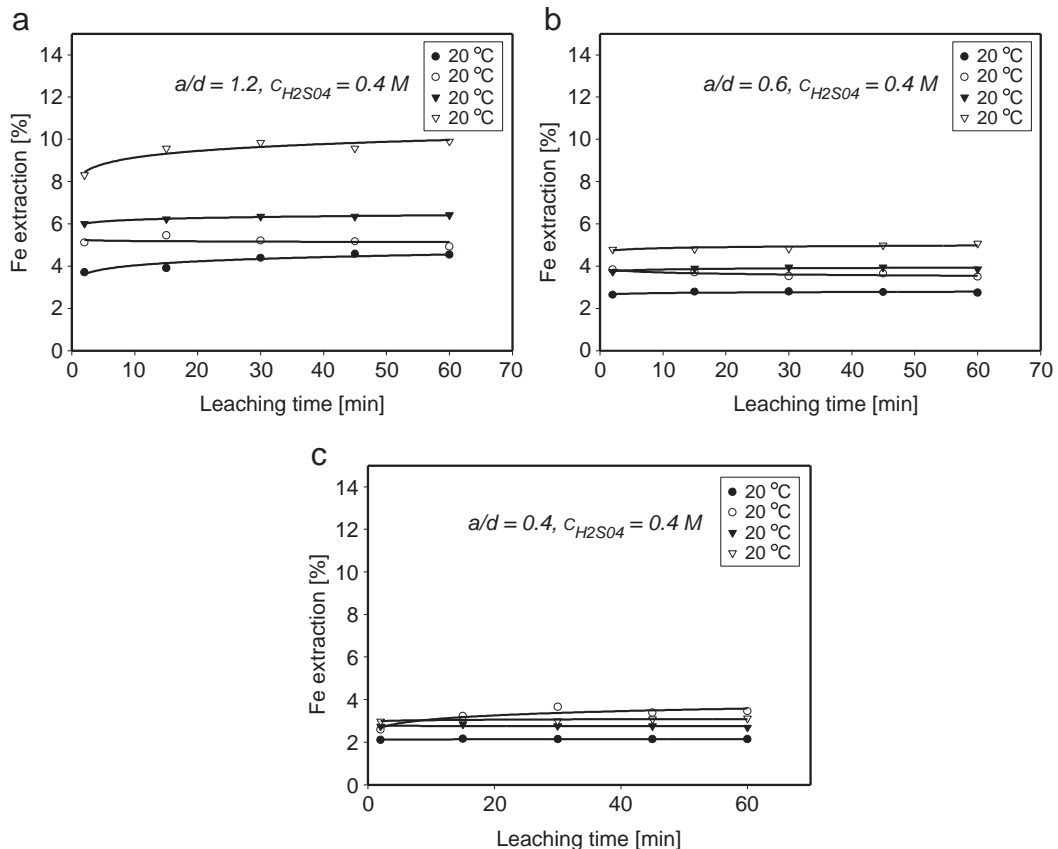 a
14
12
10
8
6
4
2
0
Fe extraction [%]
a/d = 1.2, C_H2S04 = 0.4 M
20 °C
20 °C
20 °C
20 °C
0 10 20 30 40 50 60 70
Leaching time [min]
b
14
12
10
8
6
4
2
0
Fe extraction [%]
a/d = 0.6, C_H2S04 = 0.4 M
20 °C
20 °C
20 °C
20 °C
0 10 20 30 40 50 60 70
Leaching time [min]
c
14
12
10
8
6
4
2
0
Fe extraction [%]
a/d = 0.4, C_H2S04 = 0.4 M
20 °C
20 °C
20 °C
20 °C
0 20 40 60
Leaching time [min]